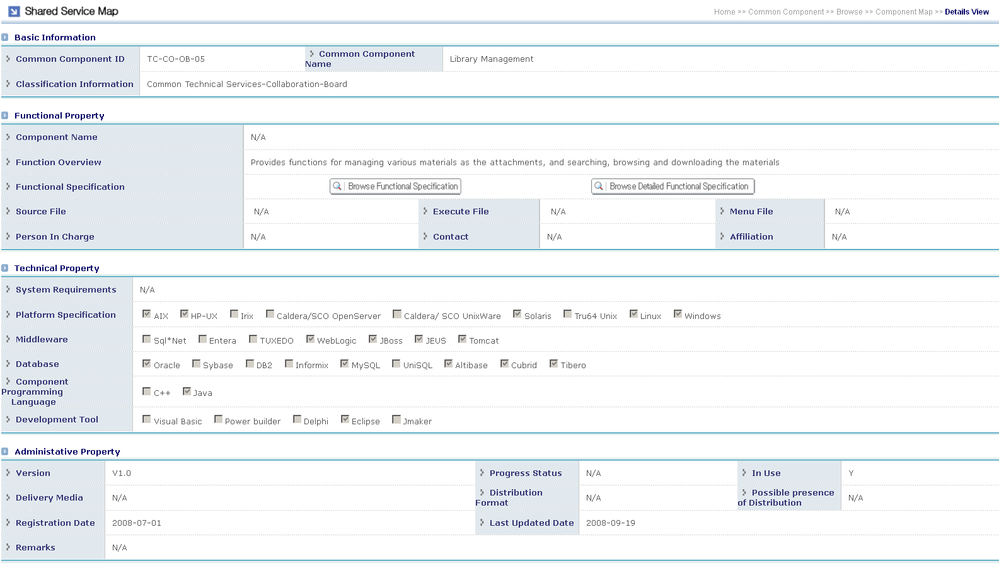 Shared Service Map
Home >> Common Component >> Browse >> Component Map >> Details View
Basic Information
Common Component ID TC-CO-OB-05 Common Component Name Library Management
Classification Information Common Technical Services-Collaboration-Board
Functional Property
Component Name N/A
Function Overview Provides functions for managing various materials as the attachments, and searching, browsing and downloading the materials
Functional Specification Browse Functional Specification Browse Detailed Functional Specification
Source File N/A Execute File N/A Menu File N/A
Person In Charge N/A Contact N/A Affiliation N/A
Technical Property
System Requirements N/A
Platform Specification AIX HP-UX Irix Caldera/SCO OpenServer Caldera/ SCO UnixWare Solaris Tru64 Unix Linux Windows
Middleware Sql*Net Entera TUXEDO WebLogic JBoss JEUS Tomcat
Database Oracle Sybase DB2 Informix MySQL UniSQL Altibase Cubrid Tibero
Component
Programming
Language C++ Java
Development Tool Visual Basic Power builder Delphi Eclipse Jmaker
Administative Property
Version V1.0 Progress Status N/A In Use Y
Delivery Media N/A Distribution Format N/A Possible presence of Distribution N/A
Registration Date 2008-07-01 Last Updated Date 2008-09-19
Remarks N/A